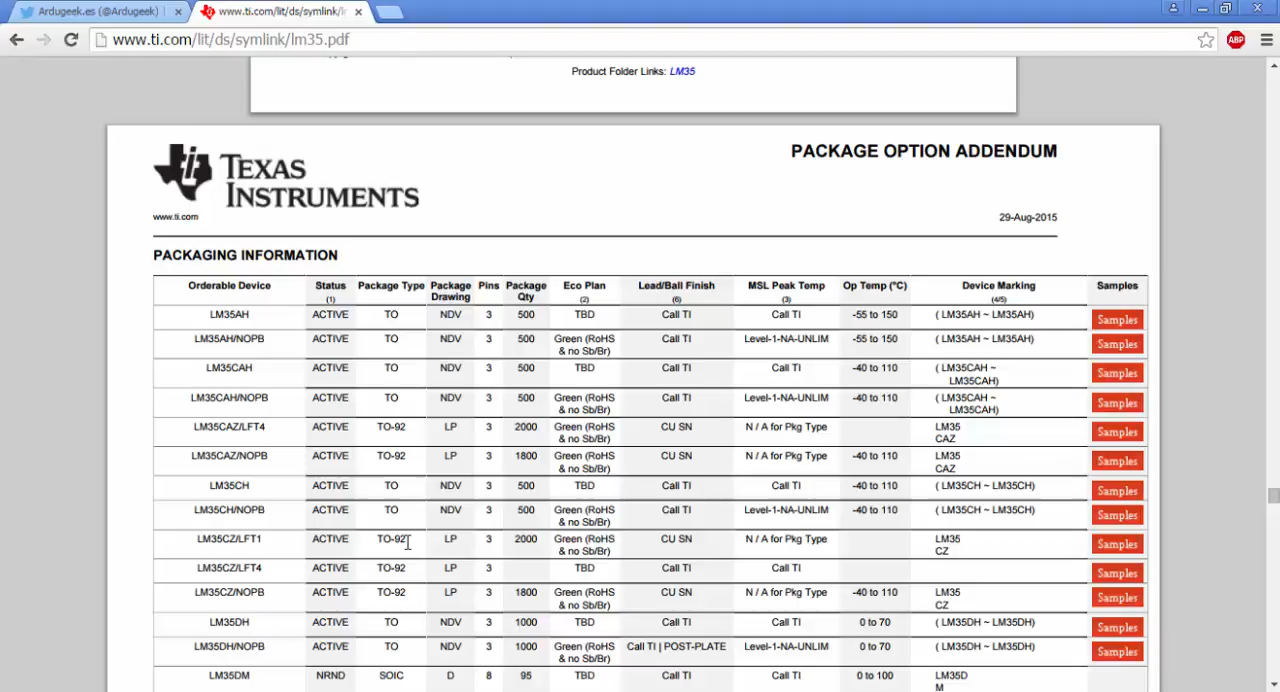 Ardugeek.es (@Ardugeek)
www.ti.com/lit/ds/symlink/l
www.ti.com/lit/ds/symlink/lm35.pdf
ABP
Product Folder Links: LM35
TEXAS
INSTRUMENTS
www.ti.com
PACKAGE OPTION ADDENDUM
29-Aug-2015
PACKAGING INFORMATION
Orderable Device Status Package Type Package Pins Package Eco Plan Lead/Ball Finish MSL Peak Temp Op Temp (°C) Device Marking Samples
(1) Drawing Qty (2) (6) (3) (4/5)
LM35AH ACTIVE TO NDV 3 500 TBD Call TI Call TI -55 to 150 ( LM35AH ~ LM35AH) Samples
LM35AH/NOPB ACTIVE TO NDV 3 500 Green (RoHS Call TI Level-1-NA-UNLIM -55 to 150 ( LM35AH ~ LM35AH) Samples
& no Sb/Br)
LM35CAH ACTIVE TO NDV 3 500 TBD Call TI Call TI -40 to 110 ( LM35CAH ~ Samples
LM35CAH)
LM35CAH/NOPB ACTIVE TO NDV 3 500 Green (RoHS Call TI Level-1-NA-UNLIM -40 to 110 ( LM35CAH ~ Samples
& no Sb/Br) LM35CAH)
LM35CAZ/LFT4 ACTIVE TO-92 LP 3 2000 Green (RoHS CU SN N / A for Pkg Type LM35 Samples
& no Sb/Br) CAZ
LM35CAZ/NOPB ACTIVE TO-92 LP 3 1800 Green (RoHS CU SN N / A for Pkg Type -40 to 110 LM35 Samples
& no Sb/Br) CAZ
LM35CH ACTIVE TO NDV 3 500 TBD Call TI Call TI -40 to 110 ( LM35CH ~ LM35CH) Samples
LM35CH/NOPB ACTIVE TO NDV 3 500 Green (RoHS Call TI Level-1-NA-UNLIM -40 to 110 ( LM35CH ~ LM35CH) Samples
& no Sb/Br)
LM35CZ/LFT1 ACTIVE TO-92 LP 3 2000 Green (RoHS CU SN N / A for Pkg Type LM35 Samples
& no Sb/Br) CZ
LM35CZ/LFT4 ACTIVE TO-92 LP 3 TBD Call TI Call TI Samples
LM35CZ/NOPB ACTIVE TO-92 LP 3 1800 Green (RoHS CU SN N / A for Pkg Type -40 to 110 LM35 Samples
& no Sb/Br) CZ
LM35DH ACTIVE TO NDV 3 1000 TBD Call TI Call TI 0 to 70 ( LM35DH ~ LM35DH) Samples
LM35DH/NOPB ACTIVE TO NDV 3 1000 Green (RoHS Call TI | POST-PLATE Level-1-NA-UNLIM 0 to 70 ( LM35DH ~ LM35DH) Samples
& no Sb/Br)
LM35DM NRND SOIC D 8 95 TBD Call TI Call TI 0 to 100 LM35D
M